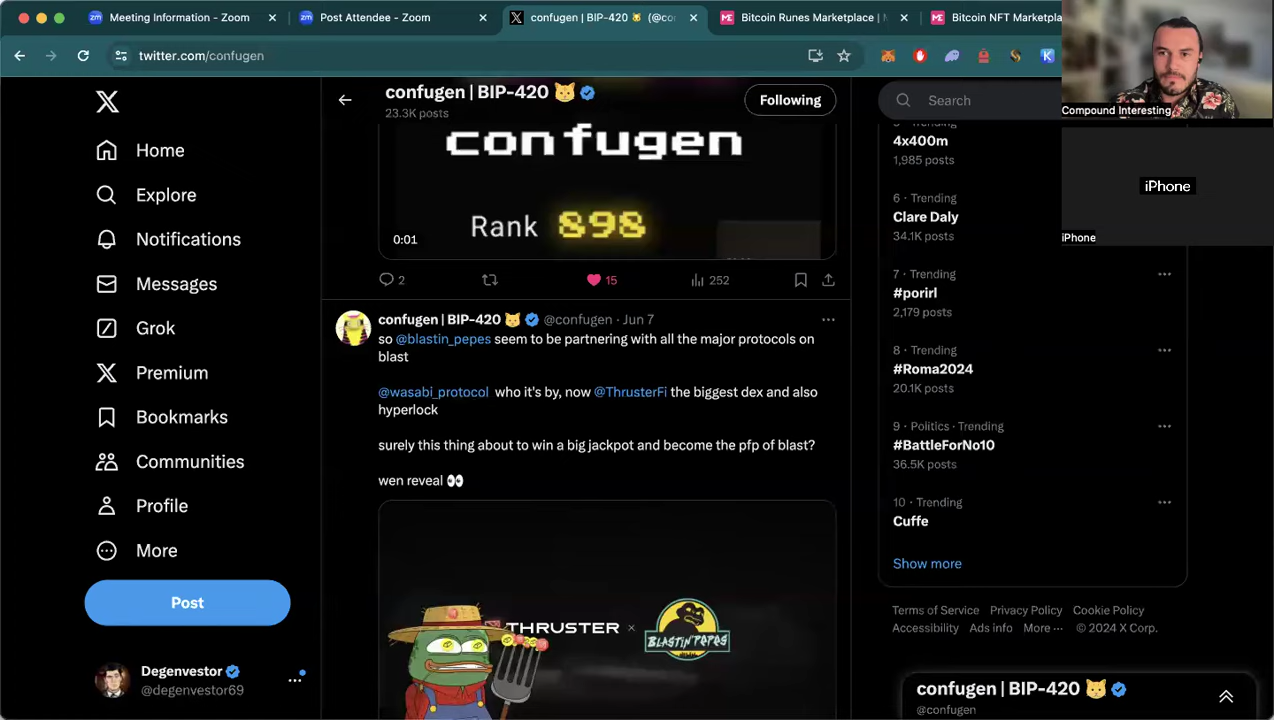 Meeting Information - Zoom
Post Attendee - Zoom
confugen | BIP-420 🐱 (@co
Bitcoin Runes Marketplace | M
Bitcoin NFT Marketpla
twitter.com/confugen
Compound Interesting
iPhone
iPhone
Home
Explore
Notifications
Messages
Grok
Premium
Bookmarks
Communities
Profile
More
Post
Degenvestor
@degenvestor69
confugen | BIP-420 🐱
23.3K posts
Following
confugen
Rank 898
0:01
2
15
252
confugen | BIP-420 🐱 @confugen · Jun 7
so @blastin_pepes seem to be partnering with all the major protocols on
blast
@wasabi_protocol who it's by, now @ThrusterFi the biggest dex and also
hyperlock
surely this thing about to win a big jackpot and become the pfp of blast?
wen reveal 👀
THRUSTER ×
BLASTIN PEPES
Search
5 · Trending
4x400m
1,985 posts
6 · Trending
Clare Daly
34.1K posts
7 · Trending
#porirl
2,179 posts
8 · Trending
#Roma2024
20.1K posts
9 · Politics · Trending
#BattleForNo10
36.5K posts
10 · Trending
Cuffe
Show more
Terms of Service Privacy Policy Cookie Policy
Accessibility Ads info More ··· © 2024 X Corp.
confugen | BIP-420 🐱
@confugen